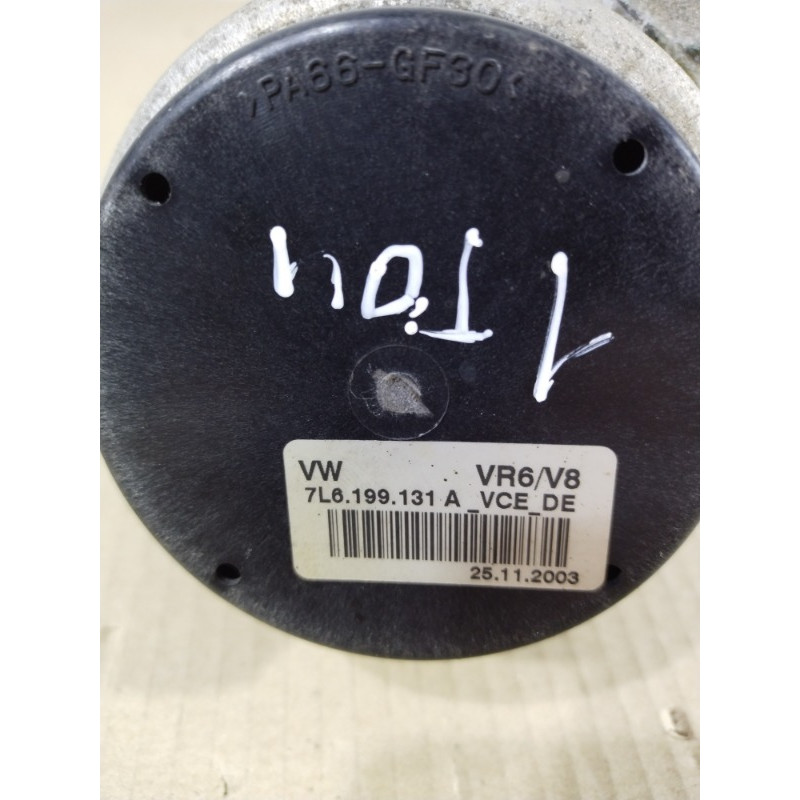 >PA66-GF30<
VW VR6/V8
7L6.199.131 A _VCE_DE
25.11.2003